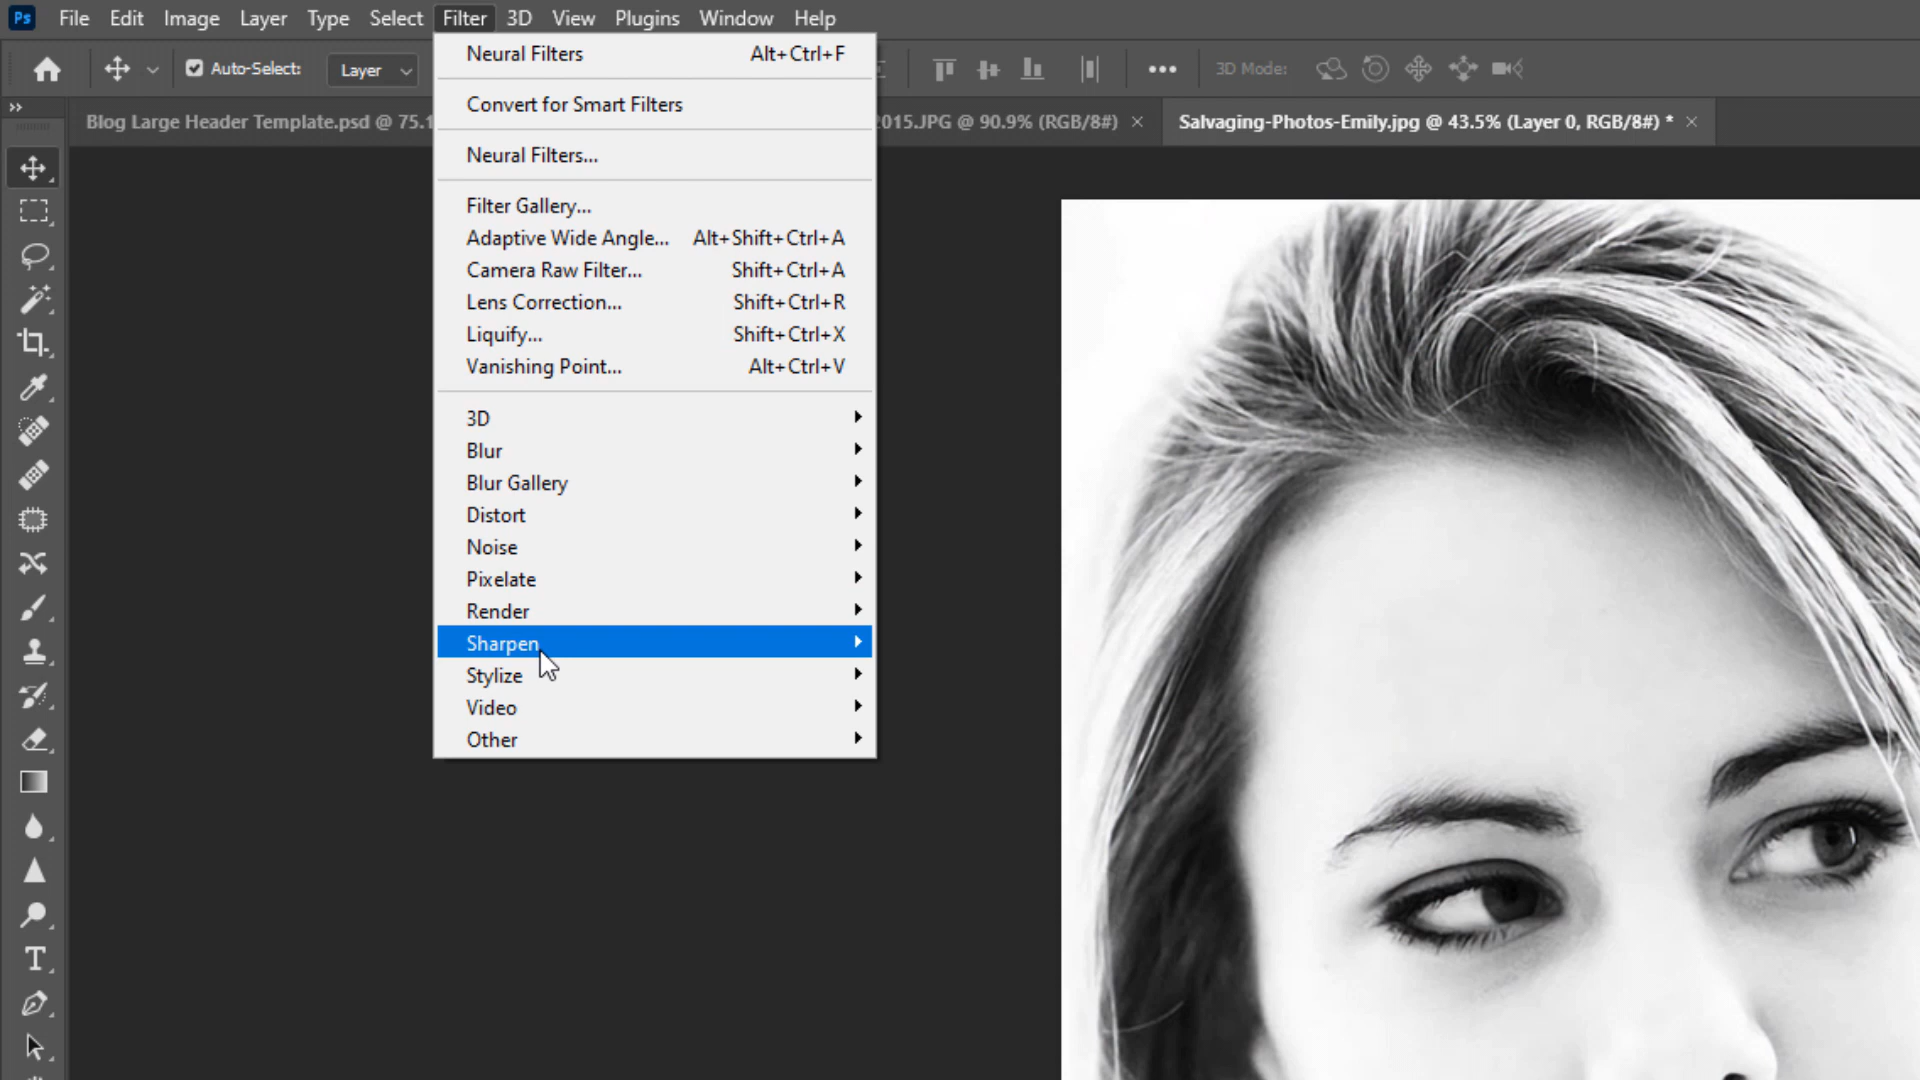 Ps File Edit Image Layer Type Select Filter 3D View Plugins Window Help
Auto-Select: Layer 3D Mode:
Blog Large Header Template.psd @ 75.1 2015.JPG @ 90.9% (RGB/8#) × Salvaging-Photos-Emily.jpg @ 43.5% (Layer 0, RGB/8#) * ×
Neural Filters Alt+Ctrl+F
Convert for Smart Filters
Neural Filters...
Filter Gallery...
Adaptive Wide Angle... Alt+Shift+Ctrl+A
Camera Raw Filter... Shift+Ctrl+A
Lens Correction... Shift+Ctrl+R
Liquify... Shift+Ctrl+X
Vanishing Point... Alt+Ctrl+V
3D
Blur
Blur Gallery
Distort
Noise
Pixelate
Render
Sharpen
Stylize
Video
Other